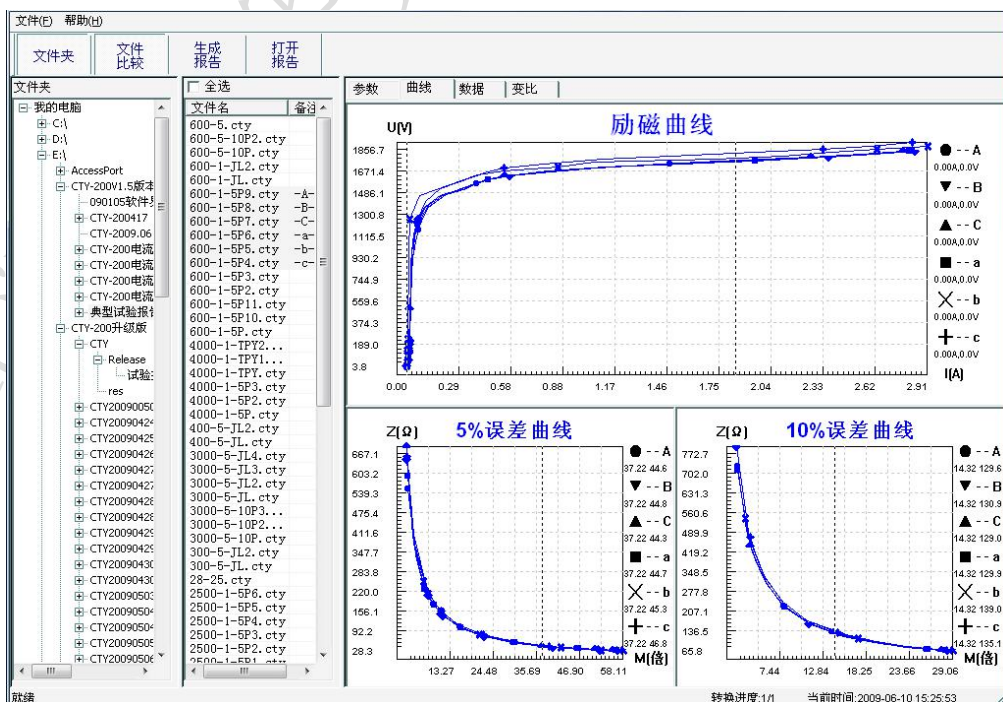 文件(F) 帮助(H)
文件夹
文件
比较
生成
报告
打开
报告
文件夹
我的电脑
C:\
D:\
E:\
AccessPort
CTY-200V1.5版本
090105软件
CTY-200417
CTY-2009.06
CTY-200电流
CTY-200电流
CTY-200电流
CTY-200电流
典型试验报告
CTY-200升级版
CTY
Release
试验
res
CTY2009050
CTY20090424
CTY20090425
CTY20090426
CTY20090427
CTY20090427
CTY20090428
CTY20090428
CTY20090429
CTY20090429
CTY20090430
CTY20090430
CTY20090503
CTY20090504
CTY20090504
CTY20090505
CTY20090506
全选
文件名 备注
600-5.cty
600-5-10P2.cty
600-5-10P.cty
600-1-JL2.cty
600-1-JL.cty
600-1-5P9.cty -A-
600-1-5P8.cty -B-
600-1-5P7.cty -C-
600-1-5P6.cty -a-
600-1-5P5.cty -b-
600-1-5P4.cty -c-
600-1-5P3.cty
600-1-5P2.cty
600-1-5P11.cty
600-1-5P10.cty
600-1-5P.cty
4000-1-TPY2...
4000-1-TPY1...
4000-1-TPY.cty
4000-1-5P3.cty
4000-1-5P2.cty
4000-1-5P.cty
400-5-JL2.cty
400-5-JL.cty
3000-5-JL4.cty
3000-5-JL3.cty
3000-5-JL2.cty
3000-5-JL.cty
3000-5-10P3...
3000-5-10P2...
3000-5-10P.cty
300-5-JL2.cty
300-5-JL.cty
28-25.cty
2500-1-5P6.cty
2500-1-5P5.cty
2500-1-5P4.cty
2500-1-5P3.cty
2500-1-5P2.cty
2500-1-5P1.cty
参数 曲线 数据 变比
U(V) 励磁曲线
1856.7
1671.4
1486.1
1300.8
1115.5
930.2
744.9
559.6
374.3
189.0
3.8
0.00 0.29 0.58 0.88 1.17 1.46 1.75 2.04 2.33 2.62 2.91
I(A)
-- A
0.00A,0.0V
-- B
0.00A,0.0V
-- C
0.00A,0.0V
-- a
0.00A,0.0V
-- b
0.00A,0.0V
-- c
0.00A,0.0V
Z(Ω) 5%误差曲线
667.1
603.2
539.3
475.4
411.6
347.7
283.8
220.0
156.1
92.2
28.3
13.27 24.48 35.69 46.90 58.11
M(倍)
-- A
37.22 44.6
-- B
37.22 44.8
-- C
37.22 44.3
-- a
37.22 44.7
-- b
37.22 45.3
-- c
37.22 46.8
Z(Ω) 10%误差曲线
772.7
702.0
631.3
560.6
489.9
419.2
348.5
277.8
207.1
136.5
65.8
7.44 12.84 18.25 23.66 29.06
M(倍)
-- A
14.32 129.6
-- B
14.32 130.9
-- C
14.32 129.0
-- a
14.32 129.9
-- b
14.32 139.0
-- c
14.32 135.1
就绪
转换进度:1/1 当前时间:2009-06-10 15:25:53